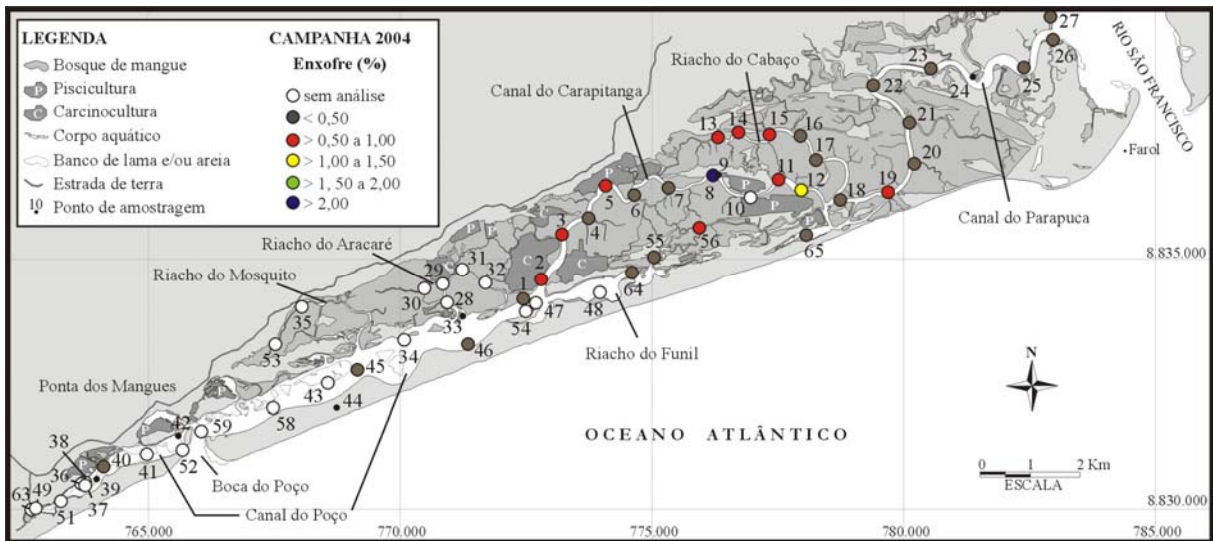 LEGENDA
Bosque de mangue
P Piscicultura
C Carcinocultura
Corpo aquático
Banco de lama e/ou areia
Estrada de terra
10 Ponto de amostragem
CAMPANHA 2004
Enxofre (%)
sem análise
< 0,50
> 0,50 a 1,00
> 1,00 a 1,50
> 1, 50 a 2,00
> 2,00
27
26
RIO SÃO FRANCISCO
23
24
25
22
Riacho do Cabaço
Canal do Carapitanga
13
14
15
16
21
Farol
17
20
P
9
11
8
12
5
6
7
10
P
P
18
19
Canal do Parapuca
3
4
56
P
65
55
P
C
Riacho do Aracaré
31
29
C
32
C
2
C
8.835.000
Riacho do Mosquito
30
28
1
64
35
33
54
47
48
53
34
46
Riacho do Funil
N
45
Ponta dos Mangues
P
43
44
58
OCEANO ATLÂNTICO
P
42
59
38
40
41
52
0 1 2 Km
ESCALA
36
P
39
Boca do Poço
63
49
51
37
Canal do Poço
8.830.000
765.000
770.000
775.000
780.000
785.000